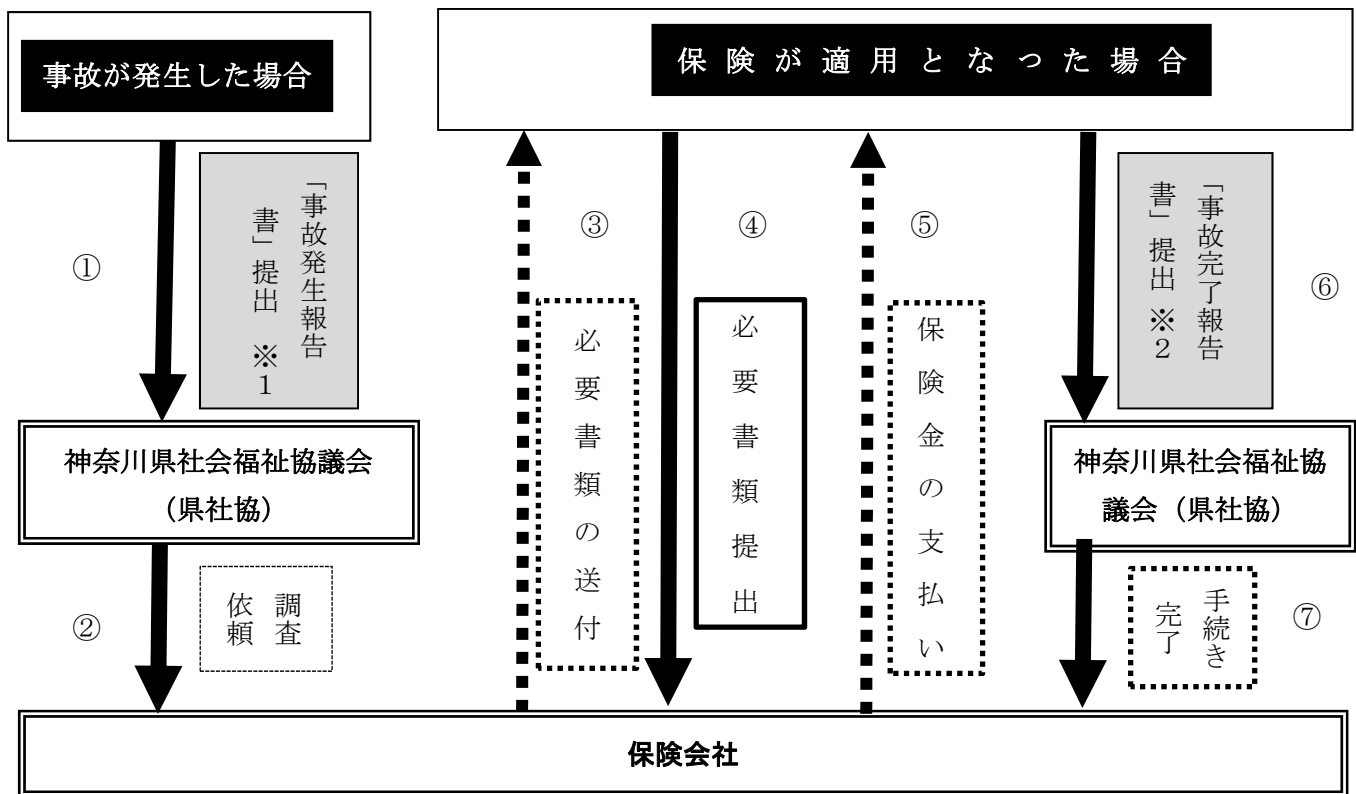 事故が発生した場合
保険が適用となった場合
①
「事故発生報告
書」提出 ※1
③
必要書類の送付
④
必要書類提出
⑤
保険金の支払い
「事故完了報告
書」提出※2
⑥
神奈川県社会福祉協議会
（県社協）
神奈川県社会福祉協
議会（県社協）
②
調査
依頼
手続き
完了
⑦
保険会社